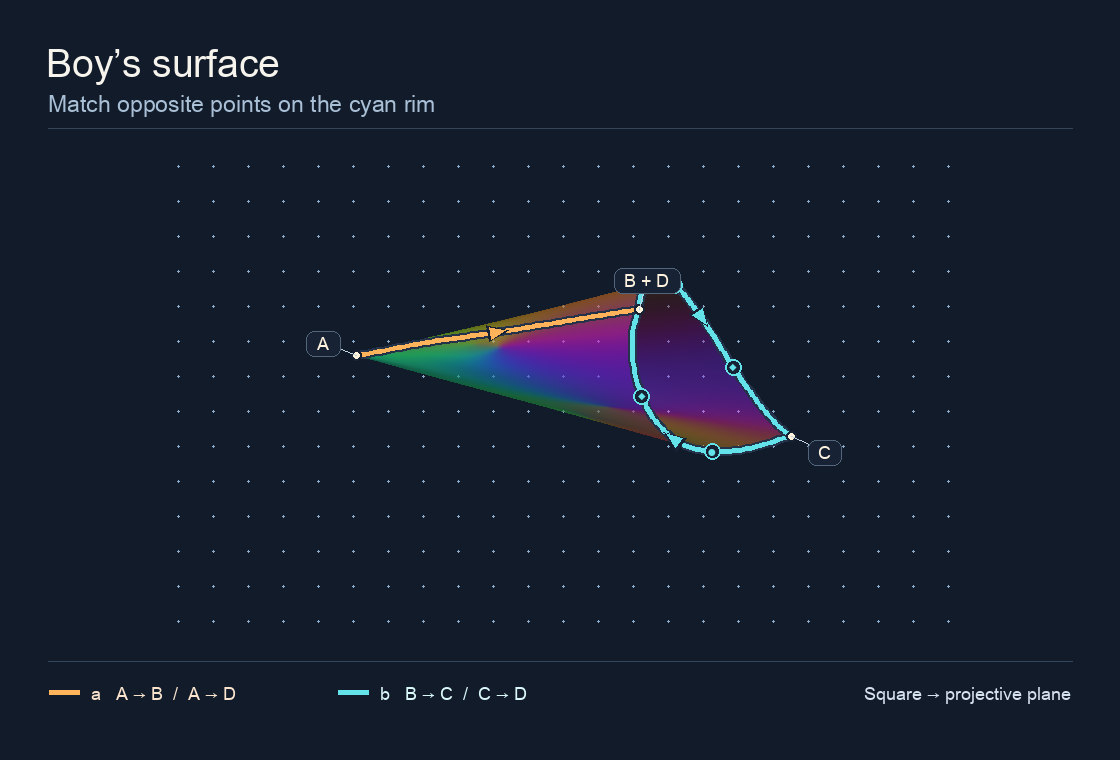 Boy’s surface
Match opposite points on the cyan rim
B + D
A
C
a A→B / A→D
b B→C / C→D
Square→projective plane